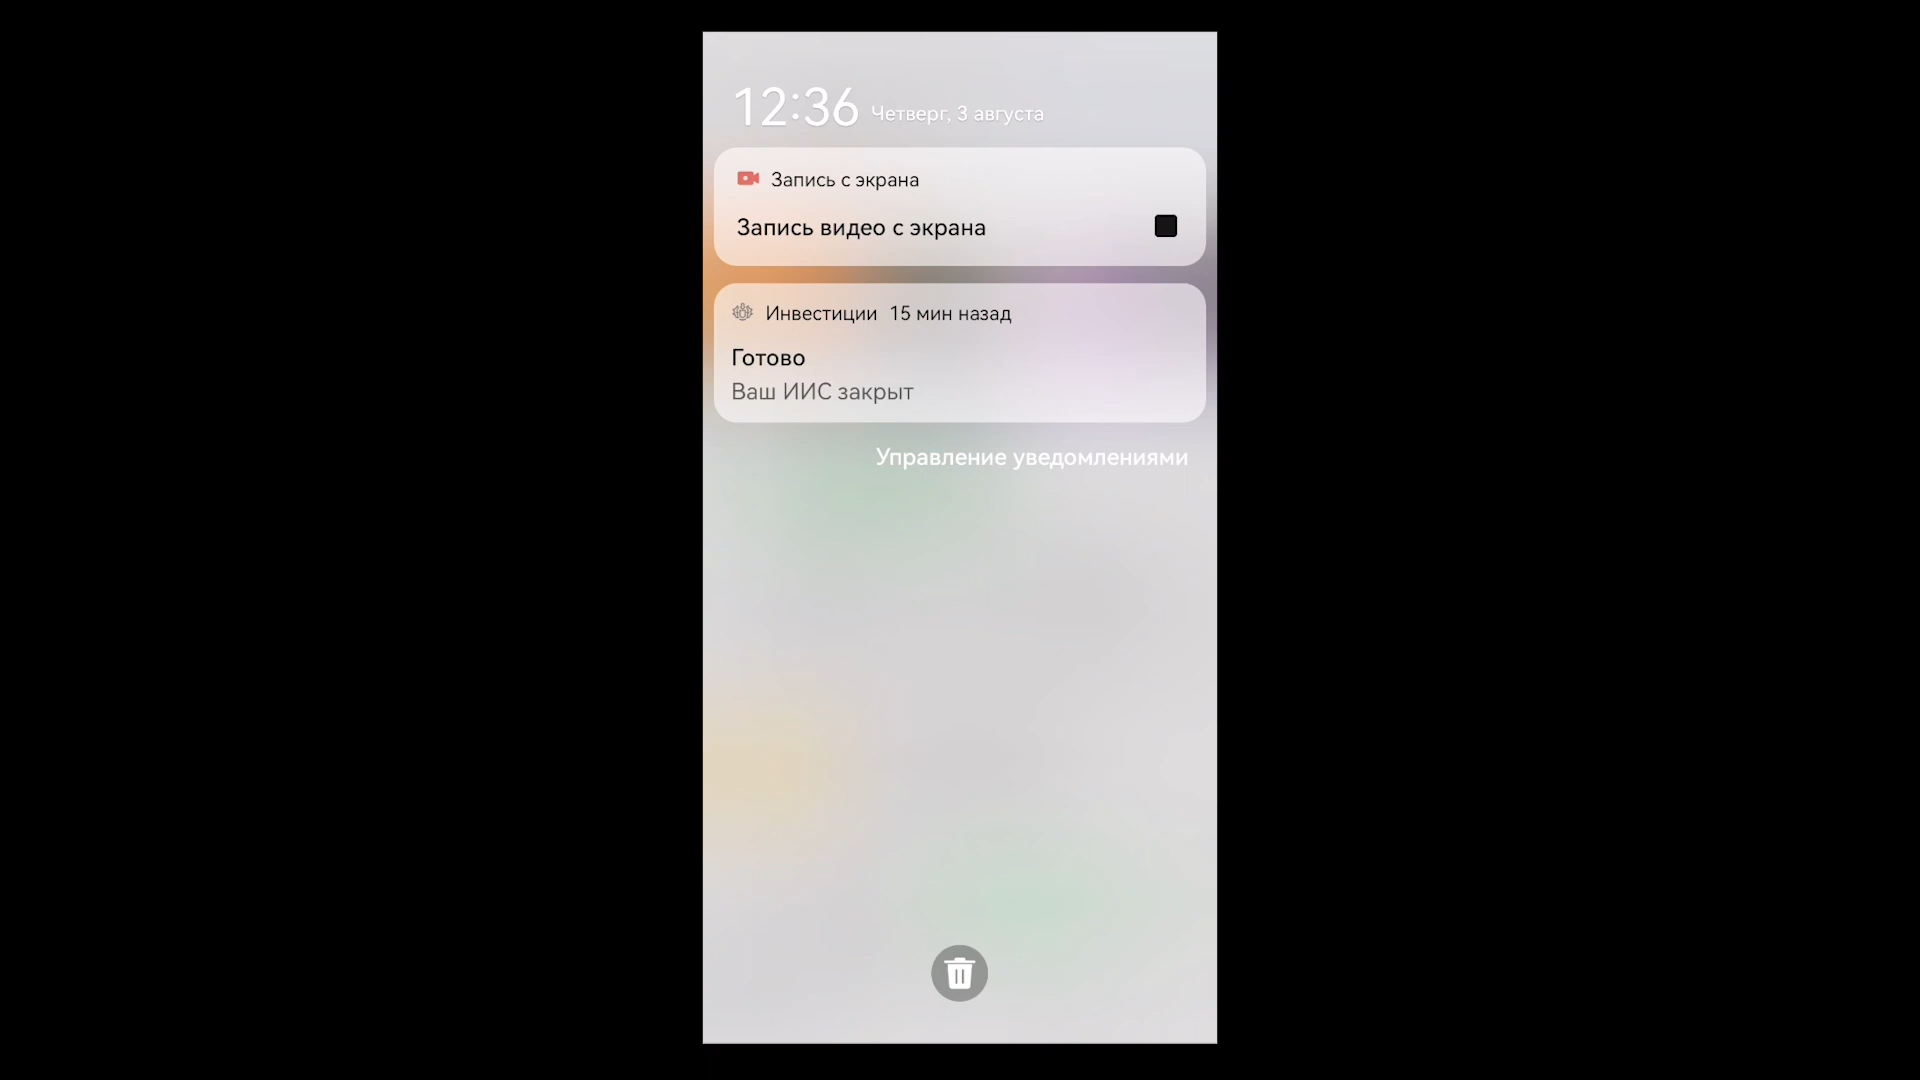 12:36 Четверг, 3 августа
Запись с экрана
Запись видео с экрана
Инвестиции 15 мин назад
Готово
Ваш ИИС закрыт
Управление уведомлениями